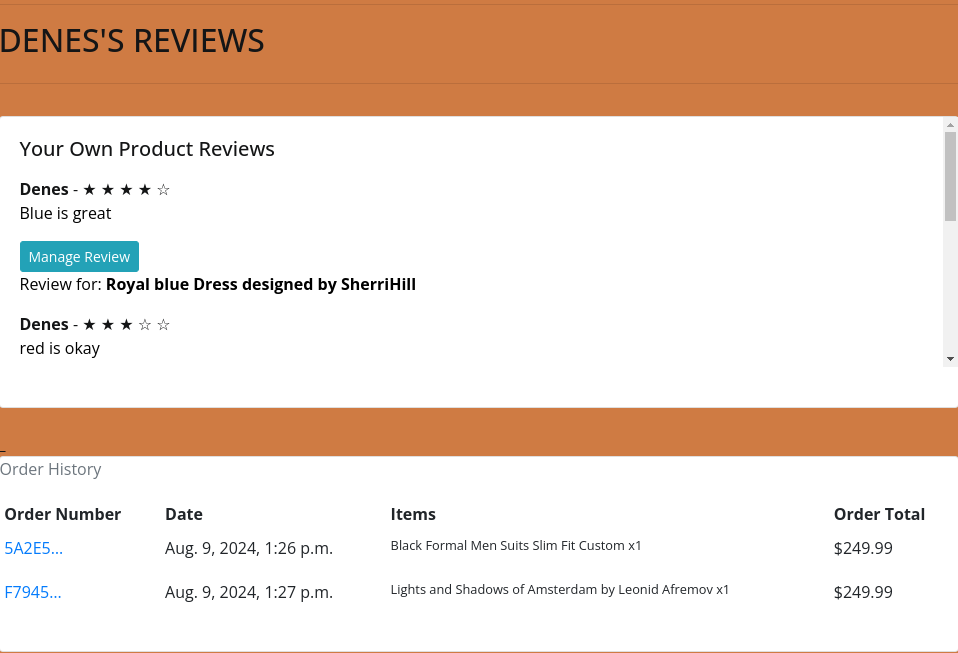 DENES'S REVIEWS
Your Own Product Reviews
Denes - ★ ★ ★ ★ ☆
Blue is great
Manage Review
Review for: Royal blue Dress designed by SherriHill
Denes - ★ ★ ★ ☆ ☆
red is okay
Order History
Order Number Date Items Order Total
5A2E5... Aug. 9, 2024, 1:26 p.m. Black Formal Men Suits Slim Fit Custom x1 $249.99
F7945... Aug. 9, 2024, 1:27 p.m. Lights and Shadows of Amsterdam by Leonid Afremov x1 $249.99